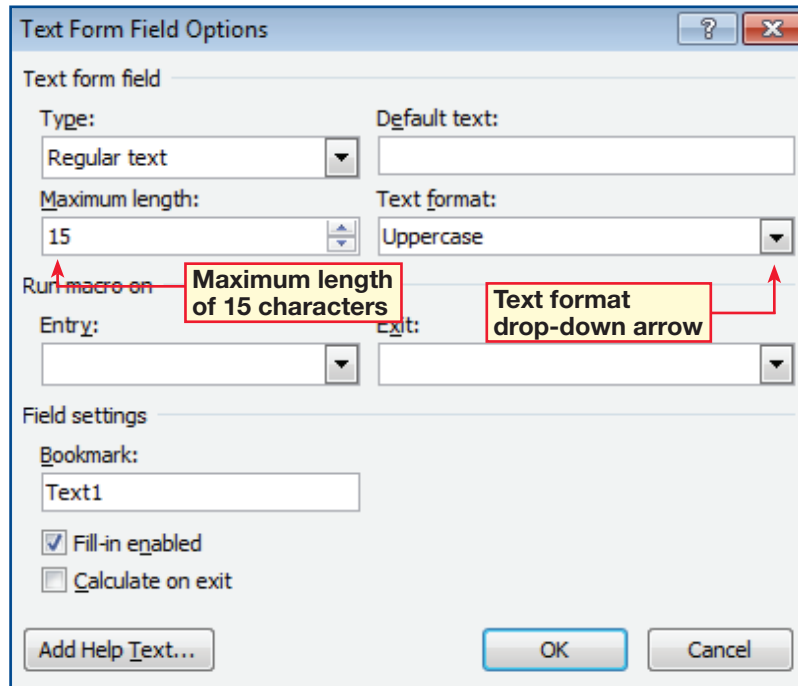 Text Form Field Options
Text form field
Type:
Default text:
Regular text
Maximum length:
Text format:
15
Uppercase
Maximum length
of 15 characters
Text format
drop-down arrow
Run macro on
Entry:
Exit:
Field settings
Bookmark:
Text1
Fill-in enabled
Calculate on exit
Add Help Text...
OK
Cancel